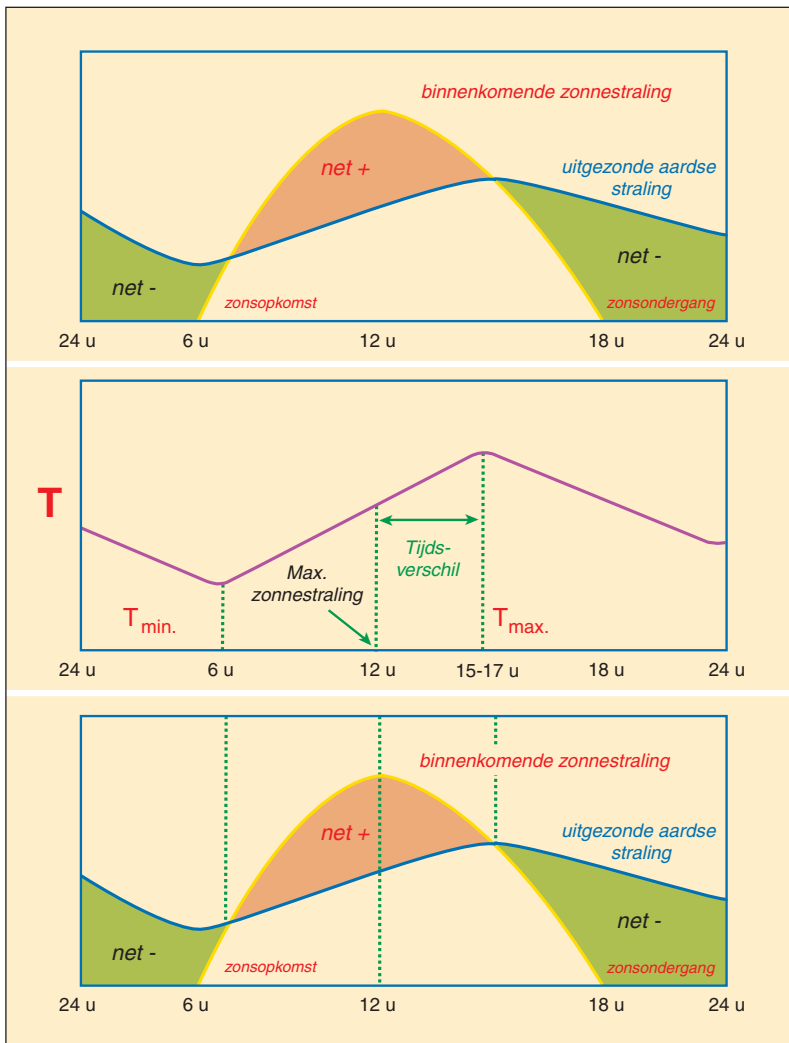 binnenkomende zonnestraling
net +
uitgezonde aardse
straling
net -
net -
zonsopkomst
zonsondergang
24 u
6 u
12 u
18 u
24 u
T
Tijds-
verschil
Max.
zonnestraling
T min.
T max.
24 u
6 u
12 u
15-17 u
18 u
24 u
binnenkomende zonnestraling
net +
uitgezonde aardse
straling
net -
net -
zonsopkomst
zonsondergang
24 u
6 u
12 u
18 u
24 u